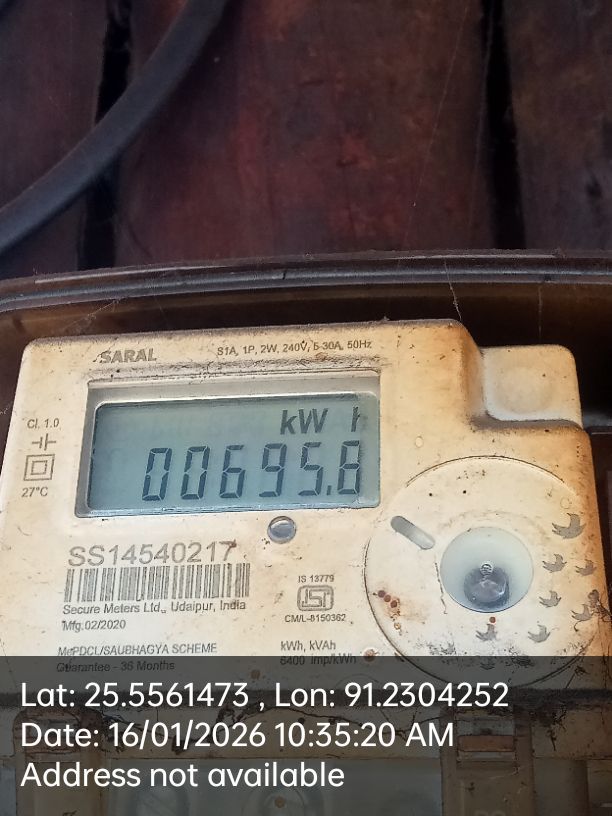 SARAL
S1A, 1P, 2W, 240V, 5-30A, 50Hz
Cl. 1.0
kW h
00695.8
27°C
SS14540217
Secure Meters Ltd., Udaipur, India
Mfg.02/2020
IS 13779
ISI
CM/L-8150362
MePDCL/SAUBHAGYA SCHEME
Guarantee - 36 Months
kWh, kVAh
6400 imp/kWh
Lat: 25.5561473 , Lon: 91.2304252
Date: 16/01/2026 10:35:20 AM
Address not available